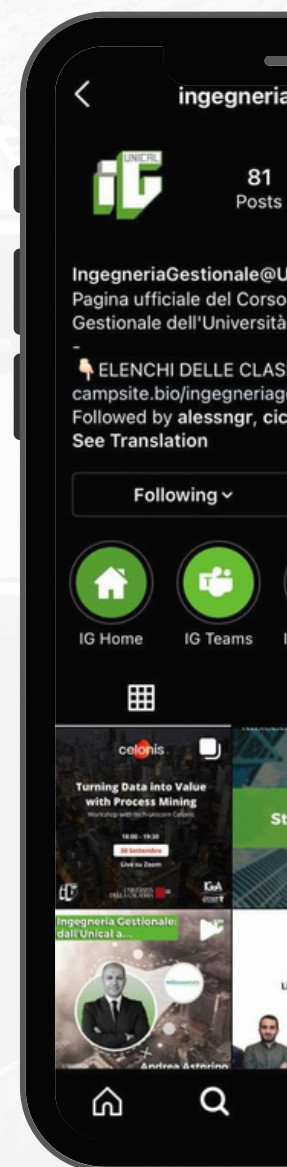 ingegneria
UNICAL
iG
81
Posts
IngegneriaGestionale@U
Pagina ufficiale del Corso
Gestionale dell'Università
-
ELENCHI DELLE CLAS
campsite.bio/ingegneriag
Followed by alessngr, cic
See Translation
Following
IG Home
IG Teams
celonis
Turning Data into Value
with Process Mining
Workshop with tech-unicorn Celonis
18:00 - 19:30
30 Settembre
Live su Zoom
UNIVERSITÀ
DELLA CALABRIA
St
Ingegneria Gestionale:
dall'Unical a...
Andrea Astorino